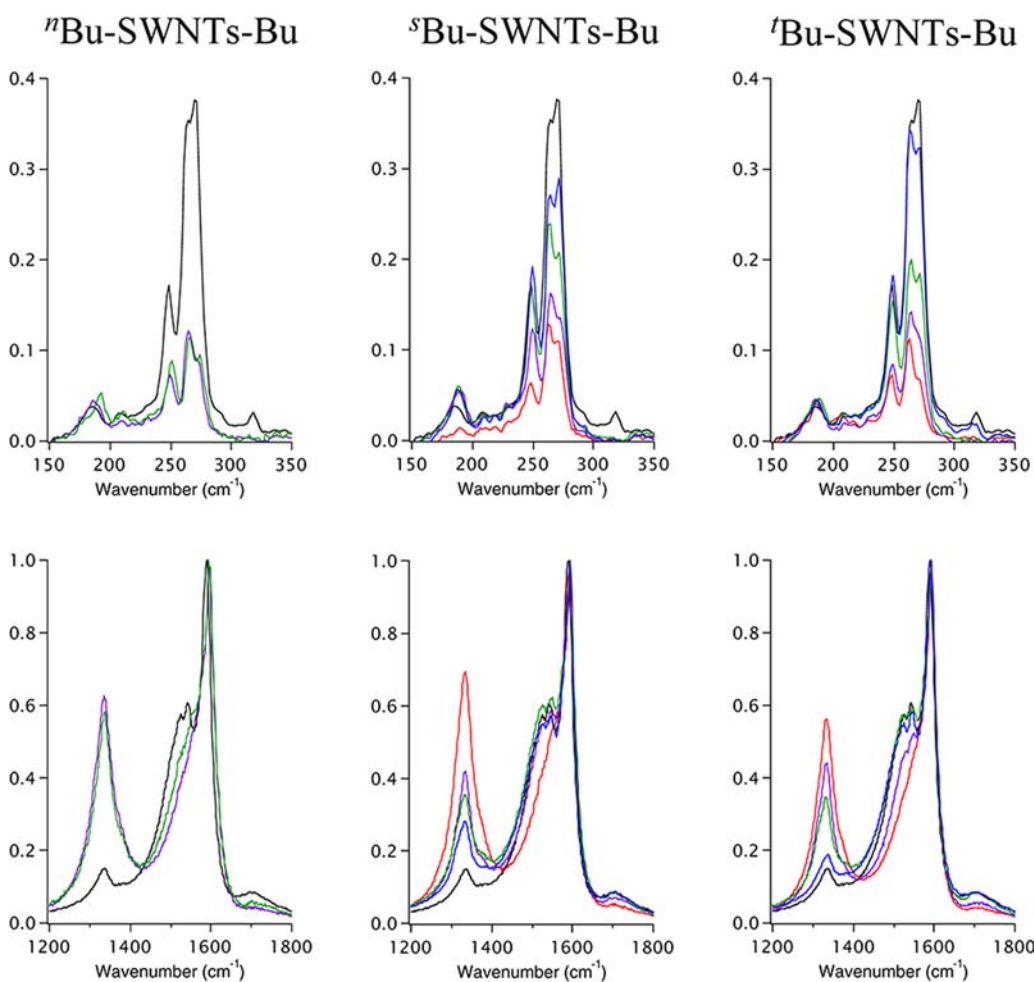 ⁿBu-SWNTs-Bu ˢBu-SWNTs-Bu ᵗBu-SWNTs-Bu
0.4 0.4 0.4
0.3 0.3 0.3
0.2 0.2 0.2
0.1 0.1 0.1
0.0 0.0 0.0
150 200 250 300 350 150 200 250 300 350 150 200 250 300 350
Wavenumber (cm⁻¹) Wavenumber (cm⁻¹) Wavenumber (cm⁻¹)
1.0 1.0 1.0
0.8 0.8 0.8
0.6 0.6 0.6
0.4 0.4 0.4
0.2 0.2 0.2
0.0 0.0 0.0
1200 1400 1600 1800 1200 1400 1600 1800 1200 1400 1600 1800
Wavenumber (cm⁻¹) Wavenumber (cm⁻¹) Wavenumber (cm⁻¹)